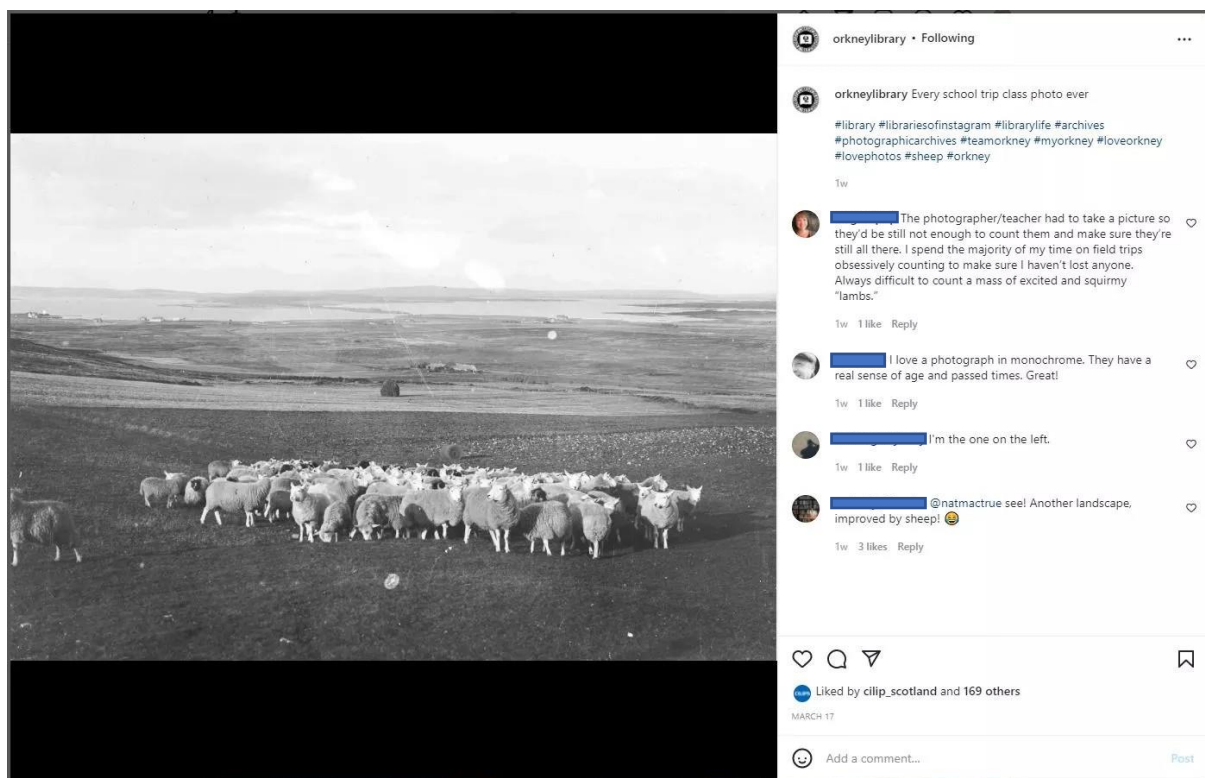 orkneylibrary • Following
orkneylibrary Every school trip class photo ever
#library #librariesofinstagram #librarylife #archives
#photographicarchives #teamorkney #myorkney #loveorkney
#lovephotos #sheep #orkney
1w
The photographer/teacher had to take a picture so
they'd be still not enough to count them and make sure they're
still all there. I spend the majority of my time on field trips
obsessively counting to make sure I haven't lost anyone.
Always difficult to count a mass of excited and squirmy
"lambs."
1w 1 like Reply
I love a photograph in monochrome. They have a
real sense of age and passed times. Great!
1w 1 like Reply
I'm the one on the left.
1w 1 like Reply
@natmactrue see! Another landscape,
improved by sheep! 😂
1w 3 likes Reply
Liked by cilip_scotland and 169 others
MARCH 17
Add a comment...
Post